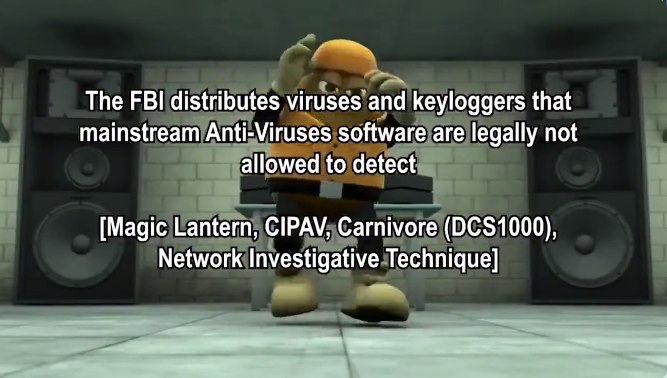 The FBI distributes viruses and keyloggers that
mainstream Anti-Viruses software are legally not
allowed to detect
[Magic Lantern, CIPAV, Carnivore (DCS1000),
Network Investigative Technique]